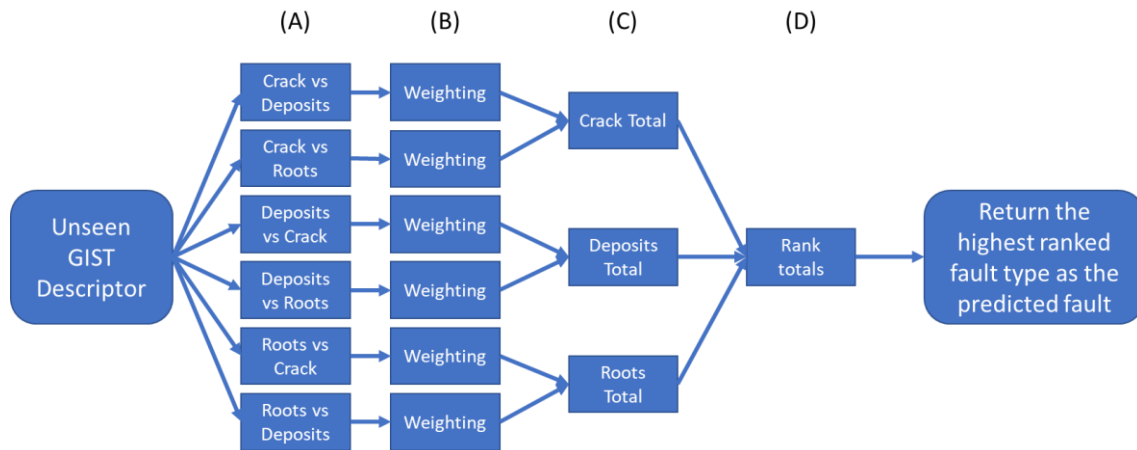 (A)
(B)
(C)
(D)
Unseen
GIST
Descriptor
Crack vs
Deposits
Crack vs
Roots
Deposits
vs Crack
Deposits
vs Roots
Roots vs
Crack
Roots vs
Deposits
Weighting
Weighting
Weighting
Weighting
Weighting
Weighting
Crack Total
Deposits
Total
Roots
Total
Rank
totals
Return the
highest ranked
fault type as the
predicted fault